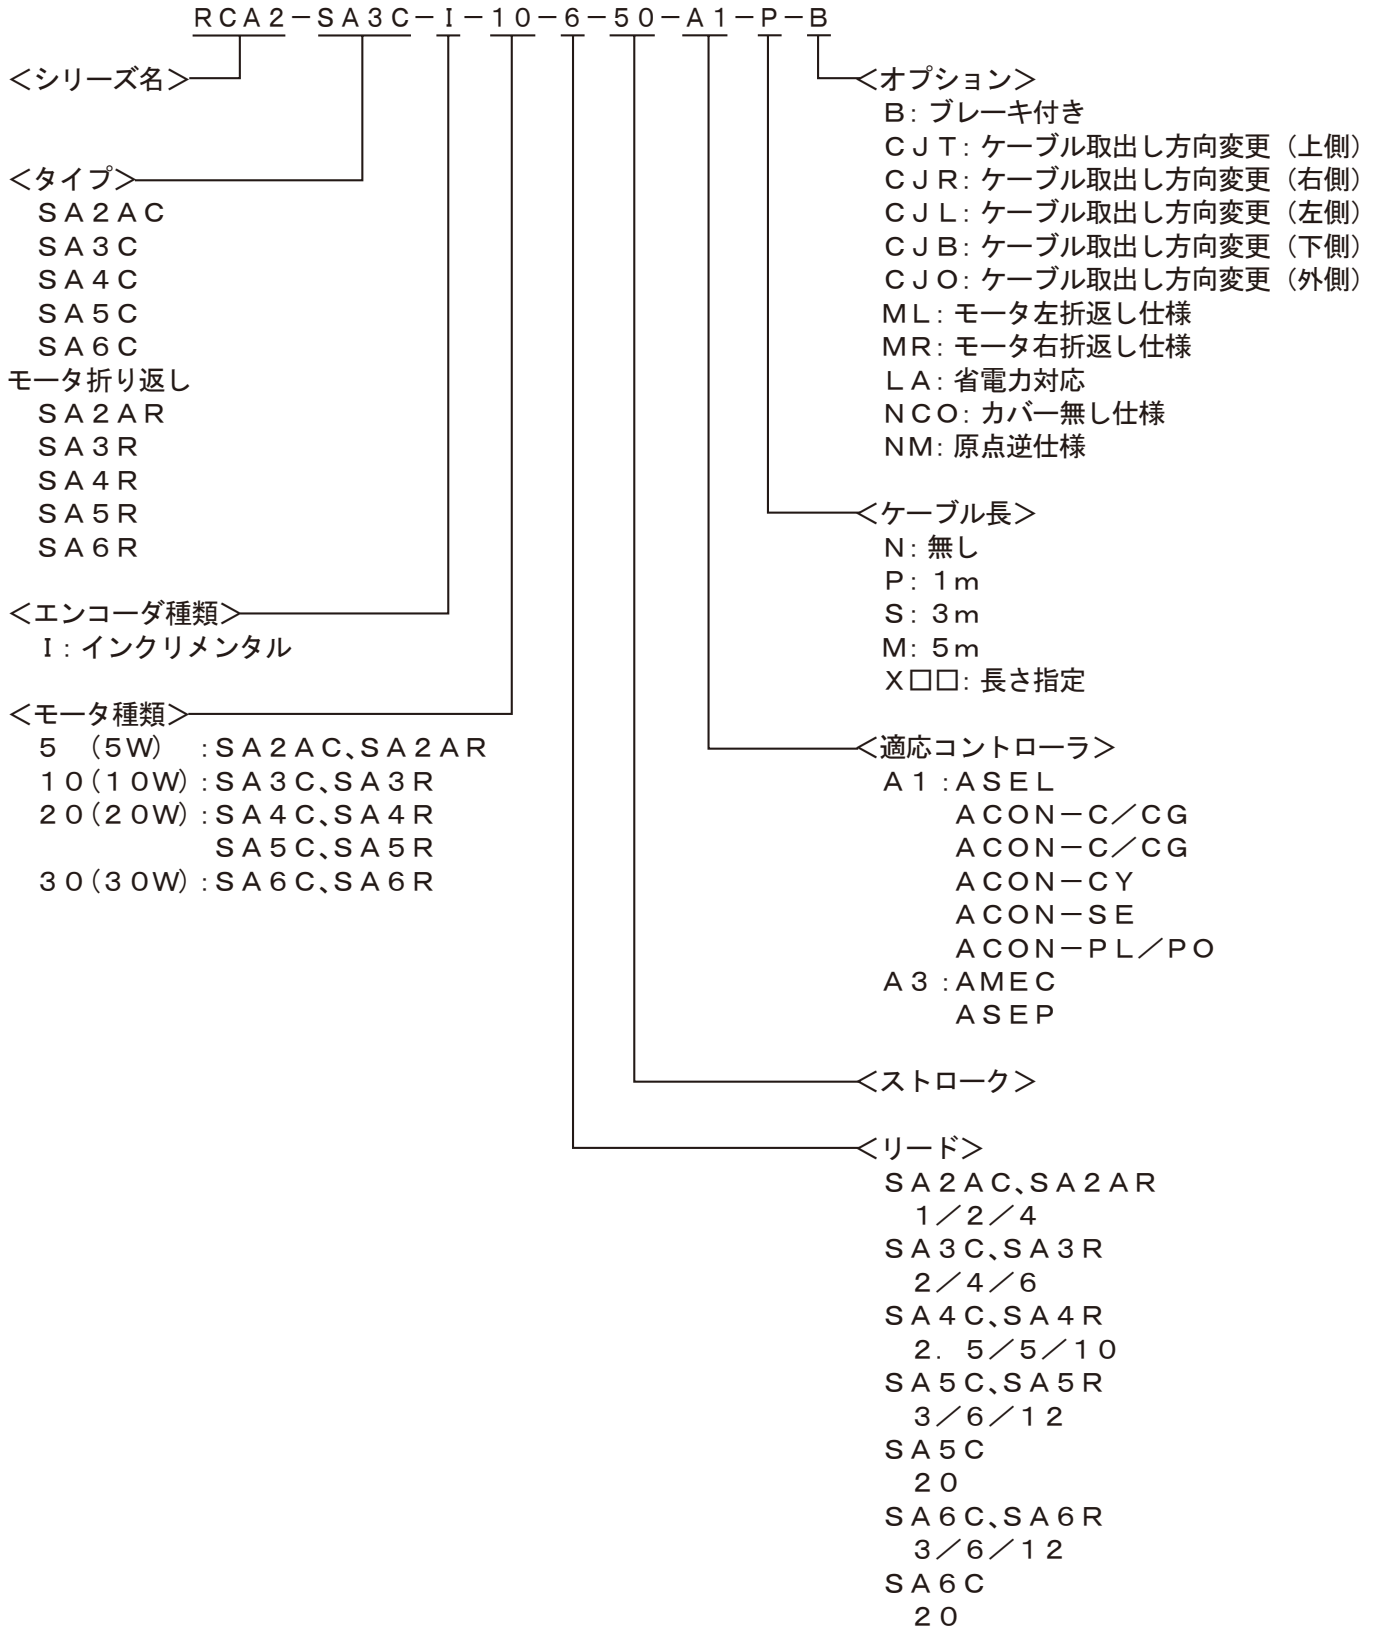 RCA2-SA3C-I-10-6-50-A1-P-B
＜シリーズ名＞
＜タイプ＞
SA2AC
SA3C
SA4C
SA5C
SA6C
モータ折り返し
SA2AR
SA3R
SA4R
SA5R
SA6R
＜エンコーダ種類＞
I：インクリメンタル
＜モータ種類＞
5 （5W） ：SA2AC、SA2AR
10（10W）：SA3C、SA3R
20（20W）：SA4C、SA4R
SA5C、SA5R
30（30W）：SA6C、SA6R
＜オプション＞
B：ブレーキ付き
CJT：ケーブル取出し方向変更（上側）
CJR：ケーブル取出し方向変更（右側）
CJL：ケーブル取出し方向変更（左側）
CJB：ケーブル取出し方向変更（下側）
CJO：ケーブル取出し方向変更（外側）
ML：モータ左折返し仕様
MR：モータ右折返し仕様
LA：省電力対応
NCO：カバー無し仕様
NM：原点逆仕様
＜ケーブル長＞
N：無し
P：1m
S：3m
M：5m
X□□：長さ指定
＜適応コントローラ＞
A1：ASEL
ACON－C／CG
ACON－C／CG
ACON－CY
ACON－SE
ACON－PL／PO
A3：AMEC
ASEP
＜ストローク＞
＜リード＞
SA2AC、SA2AR
1／2／4
SA3C、SA3R
2／4／6
SA4C、SA4R
2．5／5／10
SA5C、SA5R
3／6／12
SA5C
20
SA6C、SA6R
3／6／12
SA6C
20